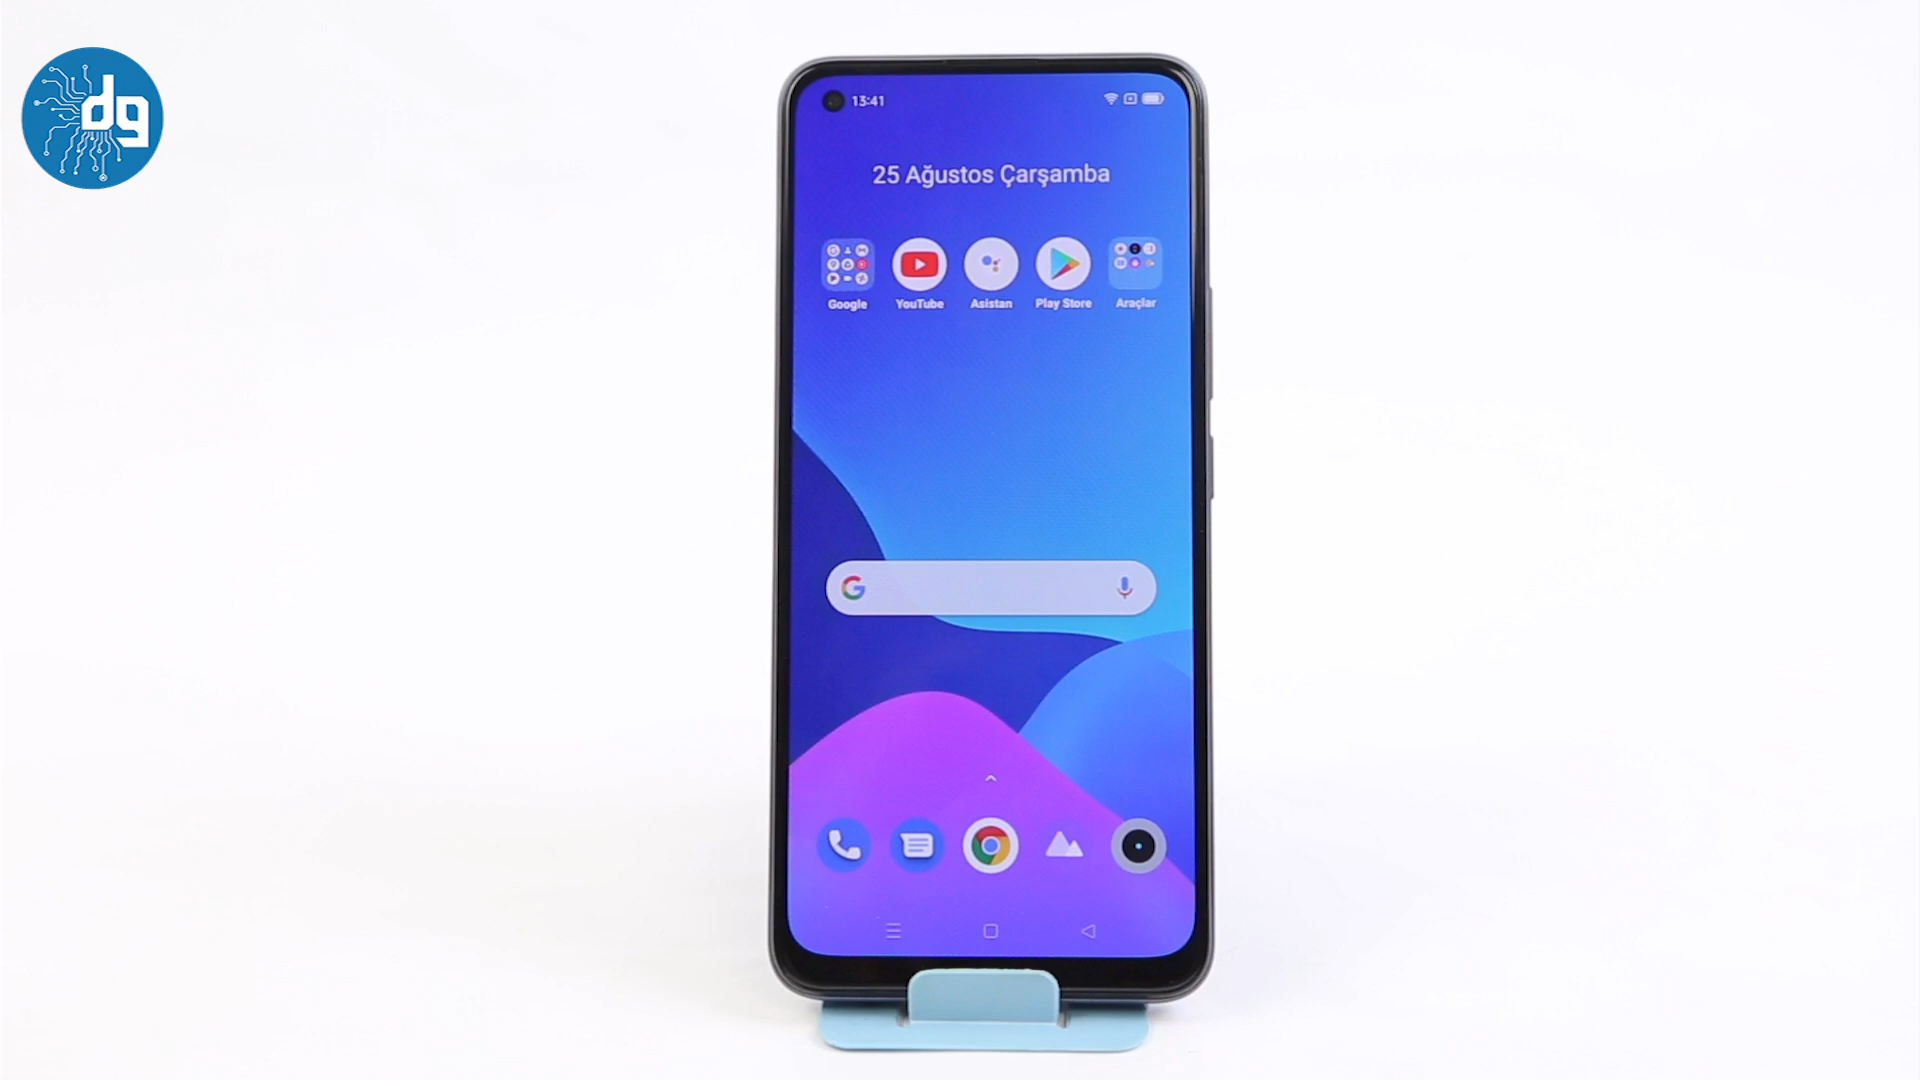 dg
13:41
25 Ağustos Çarşamba
Google
YouTube
Asistan
Play Store
Araçlar